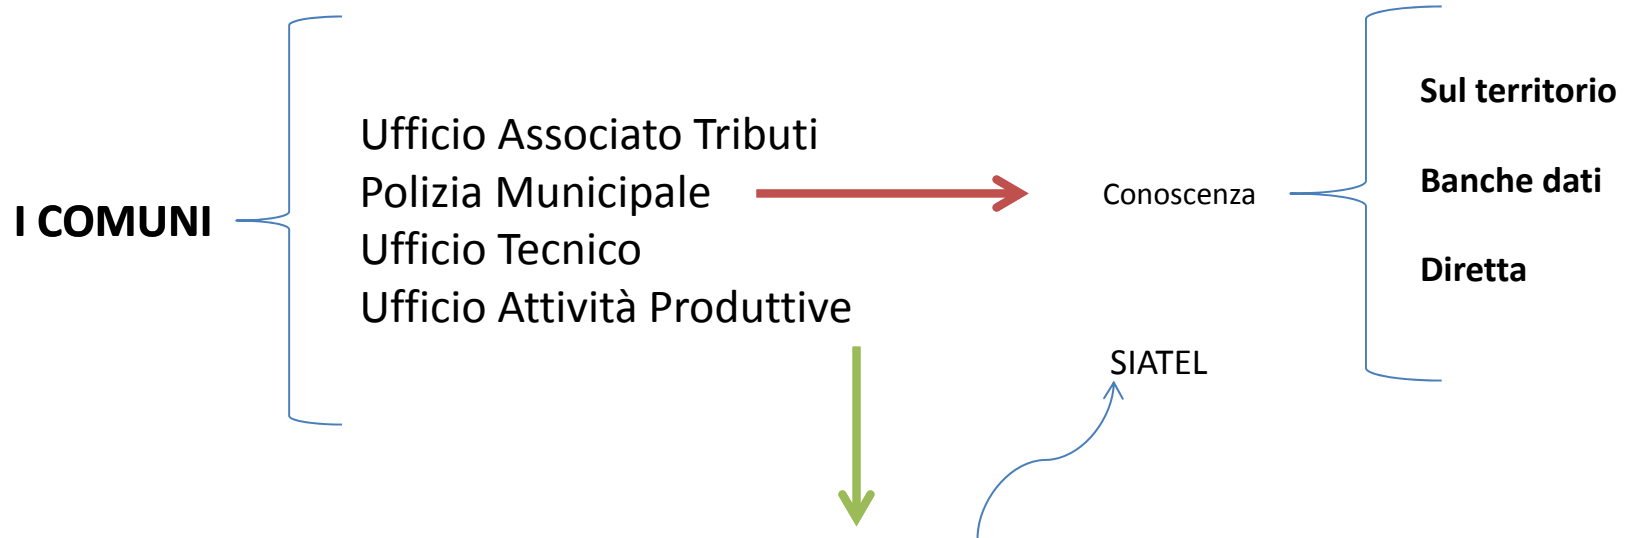 I COMUNI
Ufficio Associato Tributi
Polizia Municipale
Ufficio Tecnico
Ufficio Attività Produttive
Conoscenza
Sul territorio
Banche dati
Diretta
SIATEL